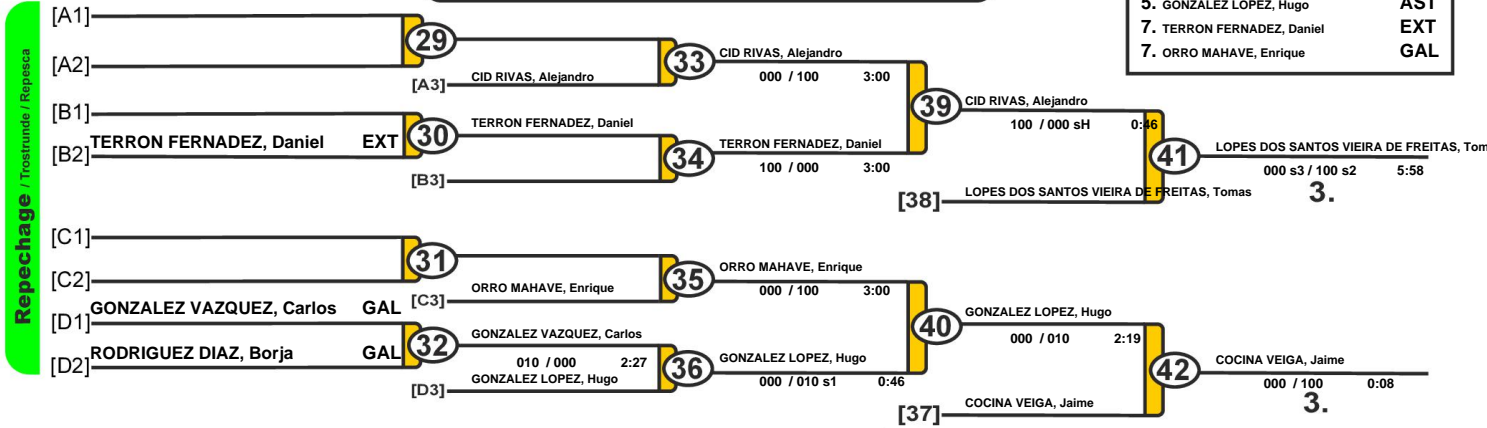 Repechage / Trostrunde / Repesca
5. GONZALEZ LOPEZ, Hugo AST
7. TERRON FERNADEZ, Daniel EXT
7. ORRO MAHAVE, Enrique GAL
[A1]
29
[A2]
[A3] CID RIVAS, Alejandro
33
CID RIVAS, Alejandro
000 / 100 3:00
[B1]
TERRON FERNADEZ, Daniel EXT
[B2]
30
TERRON FERNADEZ, Daniel
[B3]
34
TERRON FERNADEZ, Daniel
100 / 000 3:00
39
CID RIVAS, Alejandro
100 / 000 sH 0:46
[38] LOPES DOS SANTOS VIEIRA DE FREITAS, Tomas
41
LOPES DOS SANTOS VIEIRA DE FREITAS, Tom
000 s3 / 100 s2 5:58
3.
[C1]
31
[C2]
[C3] ORRO MAHAVE, Enrique
35
ORRO MAHAVE, Enrique
000 / 100 3:00
GONZALEZ VAZQUEZ, Carlos GAL
[D1]
32
RODRIGUEZ DIAZ, Borja GAL
[D2]
GONZALEZ VAZQUEZ, Carlos
010 / 000 2:27
GONZALEZ LOPEZ, Hugo
[D3]
36
GONZALEZ LOPEZ, Hugo
000 / 010 s1 0:46
40
GONZALEZ LOPEZ, Hugo
000 / 010 2:19
[37] COCINA VEIGA, Jaime
42
COCINA VEIGA, Jaime
000 / 100 0:08
3.